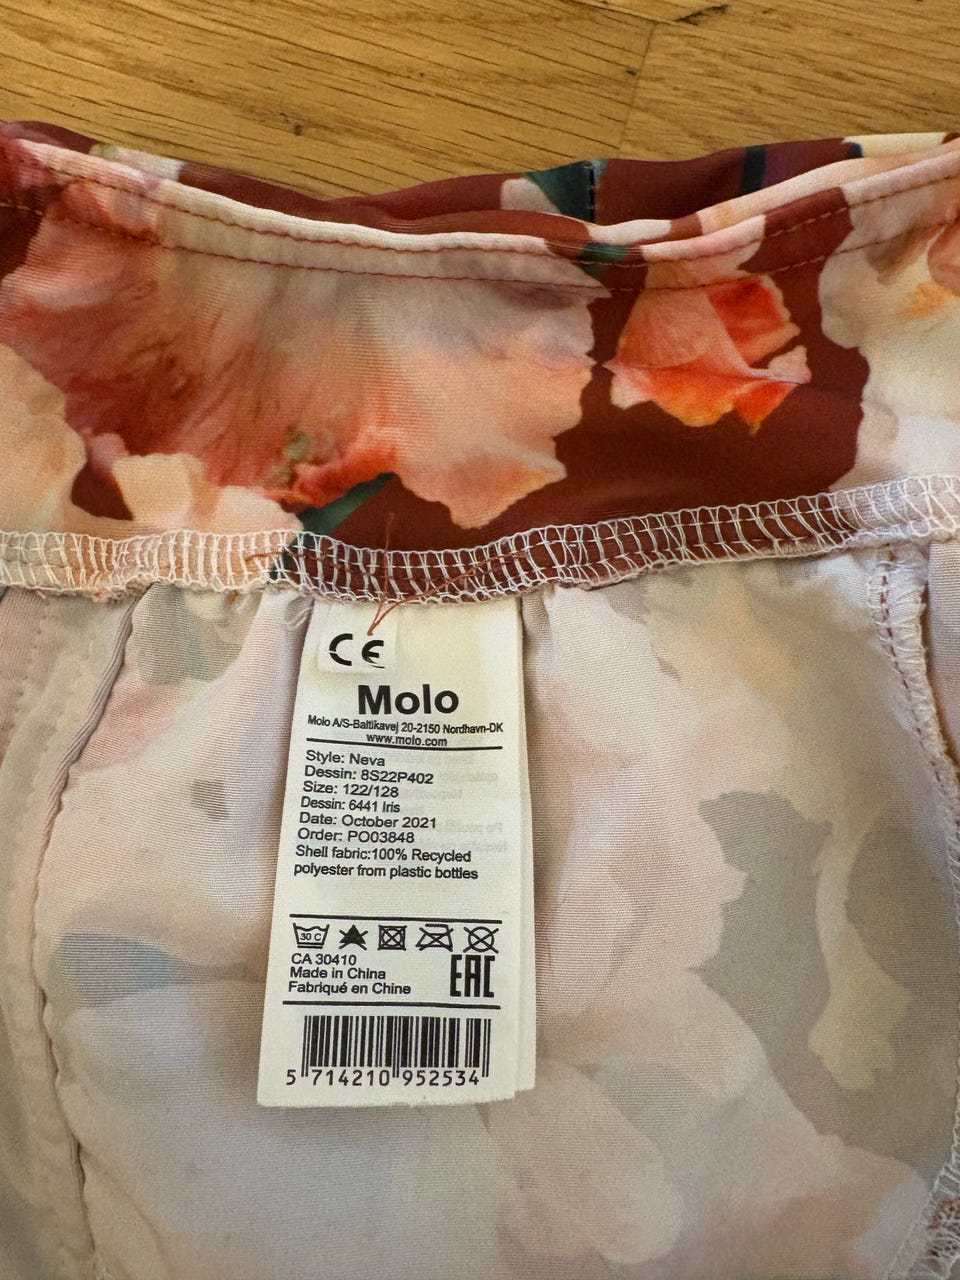 CE
Molo
Molo A/S-Baltikavej 20-2150 Nordhavn-DK
www.molo.com
Style: Neva
Dessin: 8S22P402
Size: 122/128
Dessin: 6441 Iris
Date: October 2021
Order: PO03848
Shell fabric:100% Recycled
polyester from plastic bottles
30 C
CA 30410
Made in China
Fabriqué en Chine
EAC
5 714210 952534